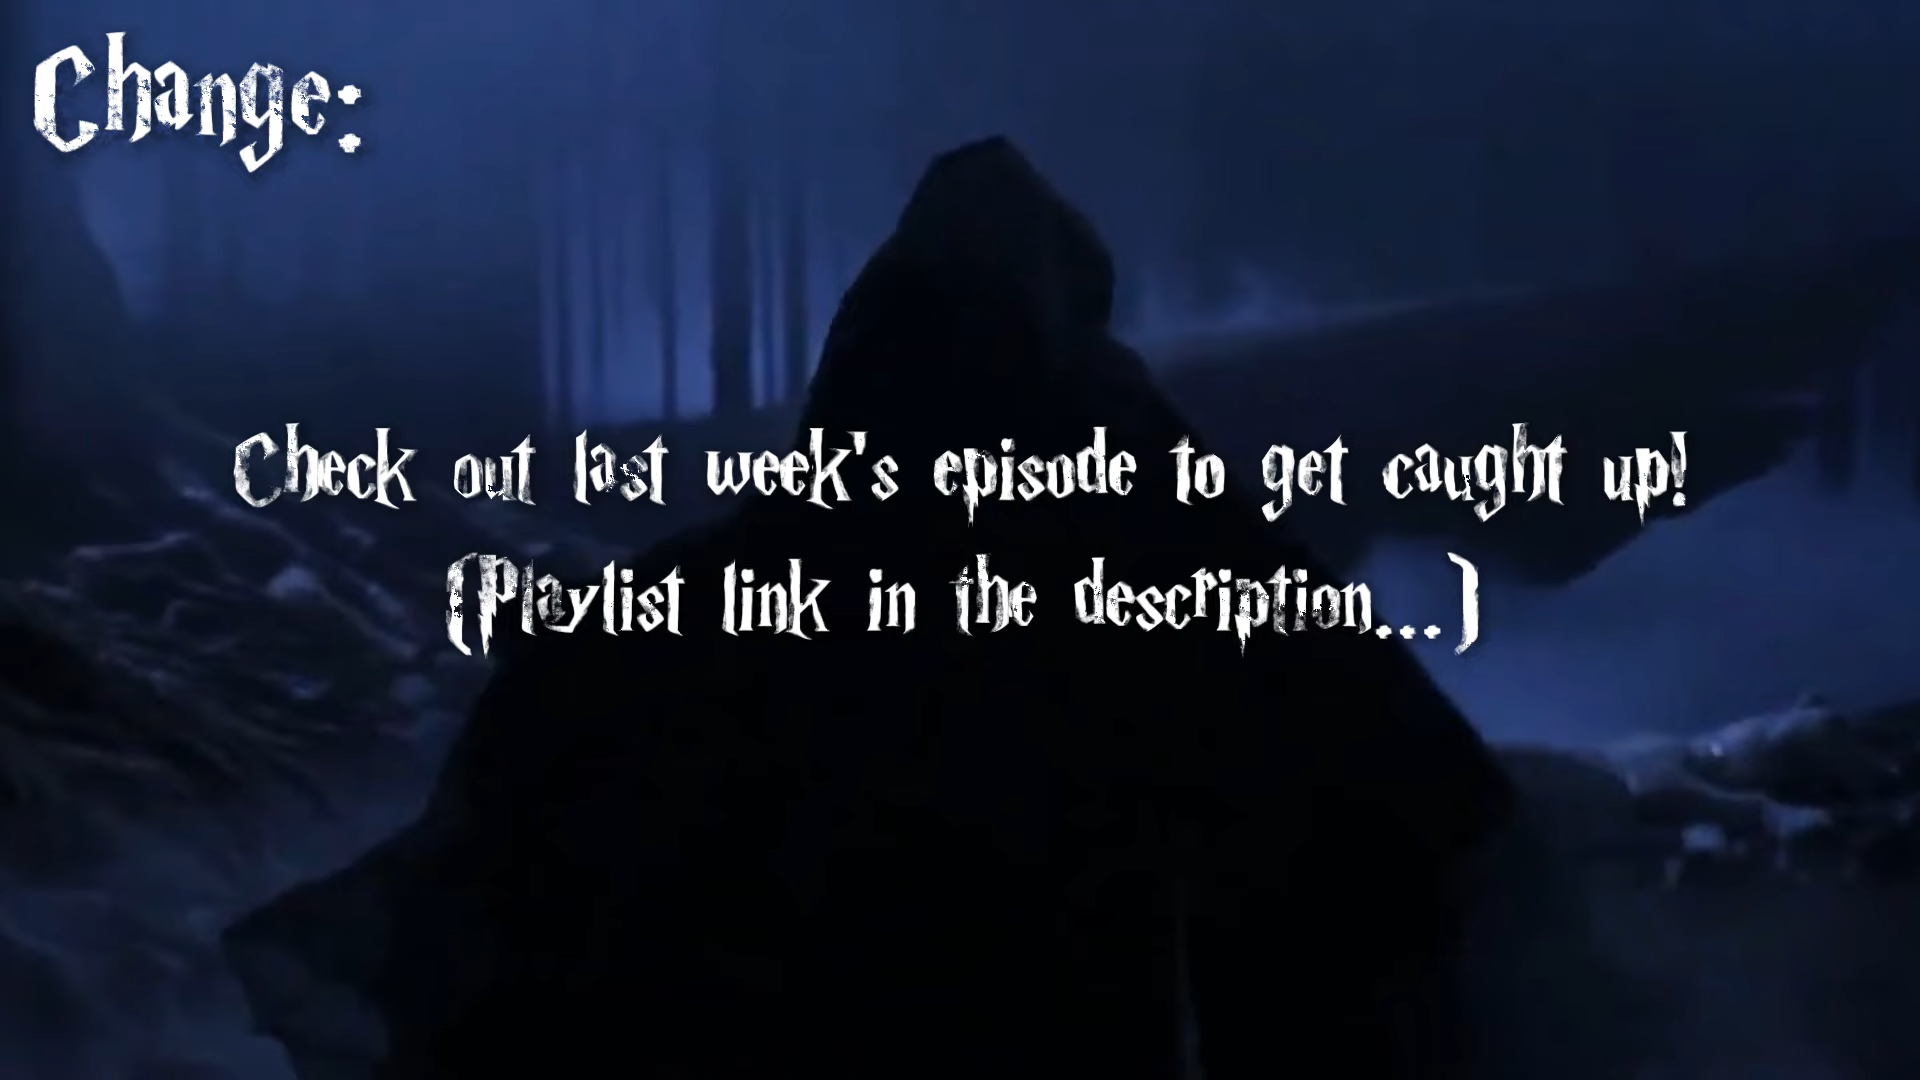 Change:
Check out last week's episode to get caught up!
(Playlist link in the description...)